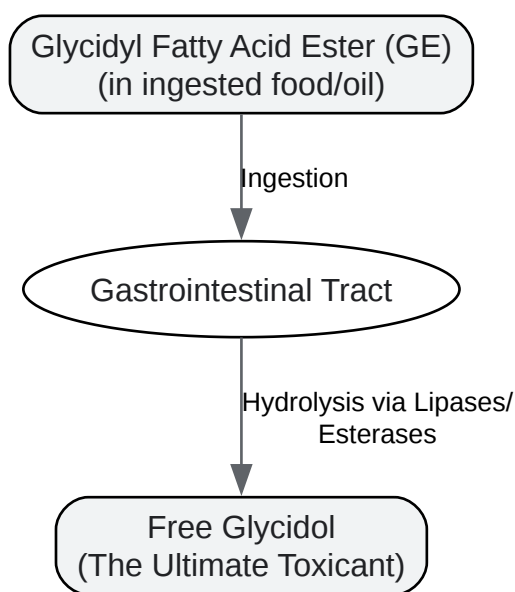 Glycidyl Fatty Acid Ester (GE)
(in ingested food/oil)
Ingestion
Gastrointestinal Tract
Hydrolysis via Lipases/
Esterases
Free Glycidol
(The Ultimate Toxicant)